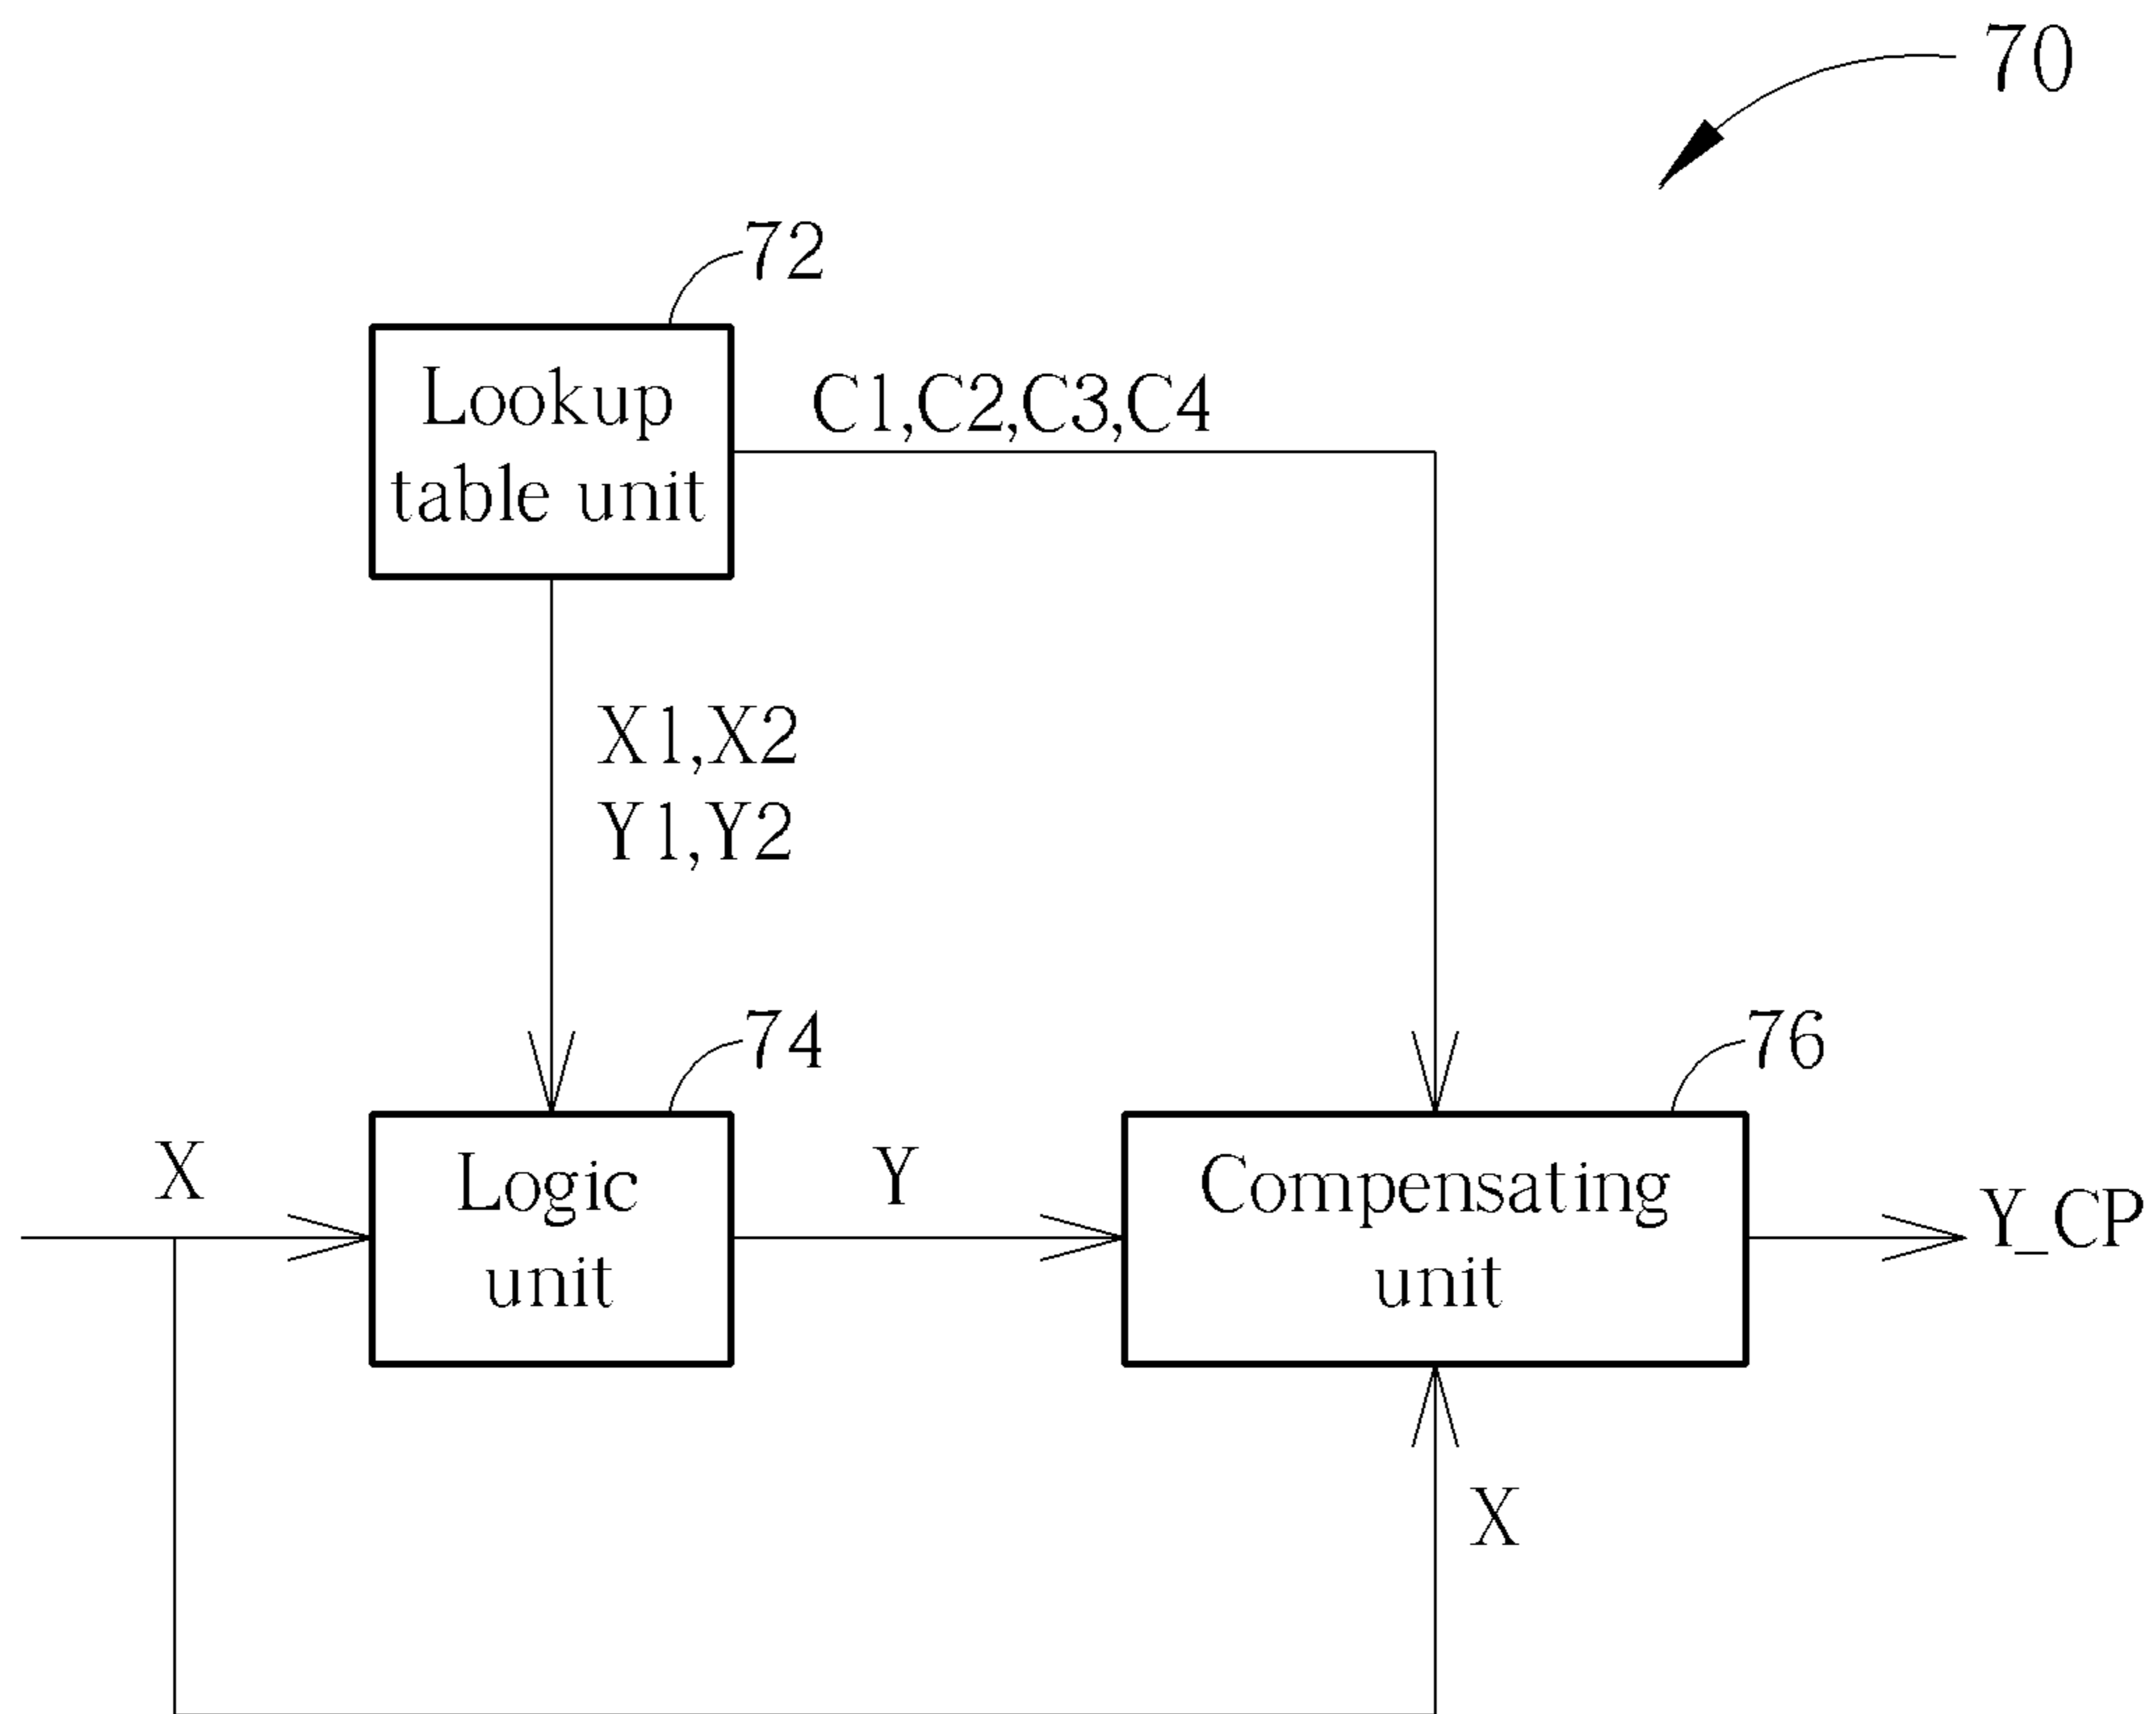 70
72
Lookup
table unit
C1,C2,C3,C4
X1,X2
Y1,Y2
74
76
X
Logic
unit
Y
Compensating
unit
Y_CP
X